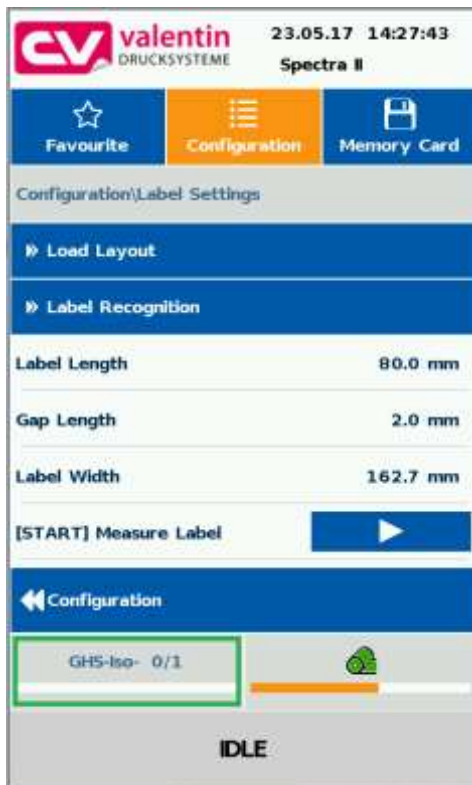 CV valentin
DRUCKSYSTEME
23.05.17 14:27:43
Spectra II
Favourite Configuration Memory Card
Configuration\Label Settings
Load Layout
Label Recognition
Label Length 80.0 mm
Gap Length 2.0 mm
Label Width 162.7 mm
[START] Measure Label
Configuration
GHS-Iso- 0/1
IDLE